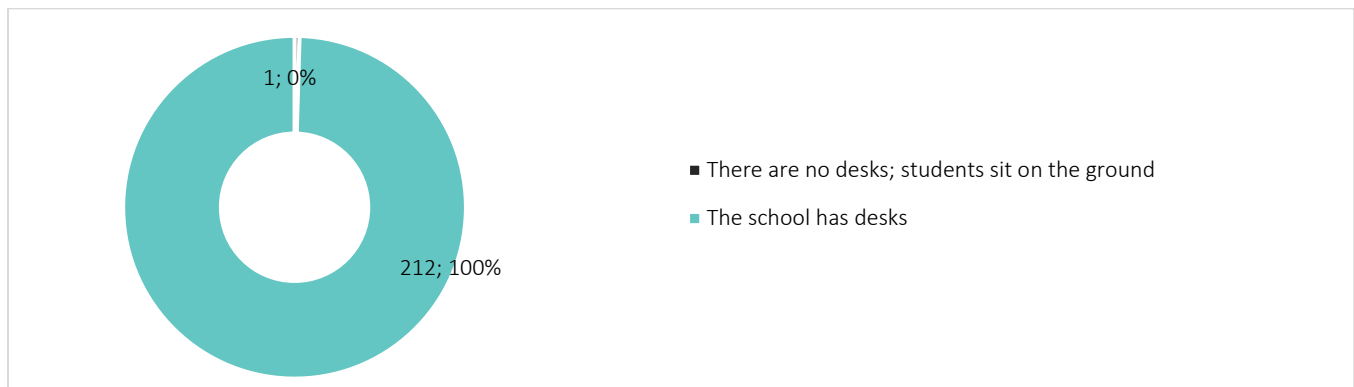 1; 0%
There are no desks; students sit on the ground
The school has desks
212; 100%